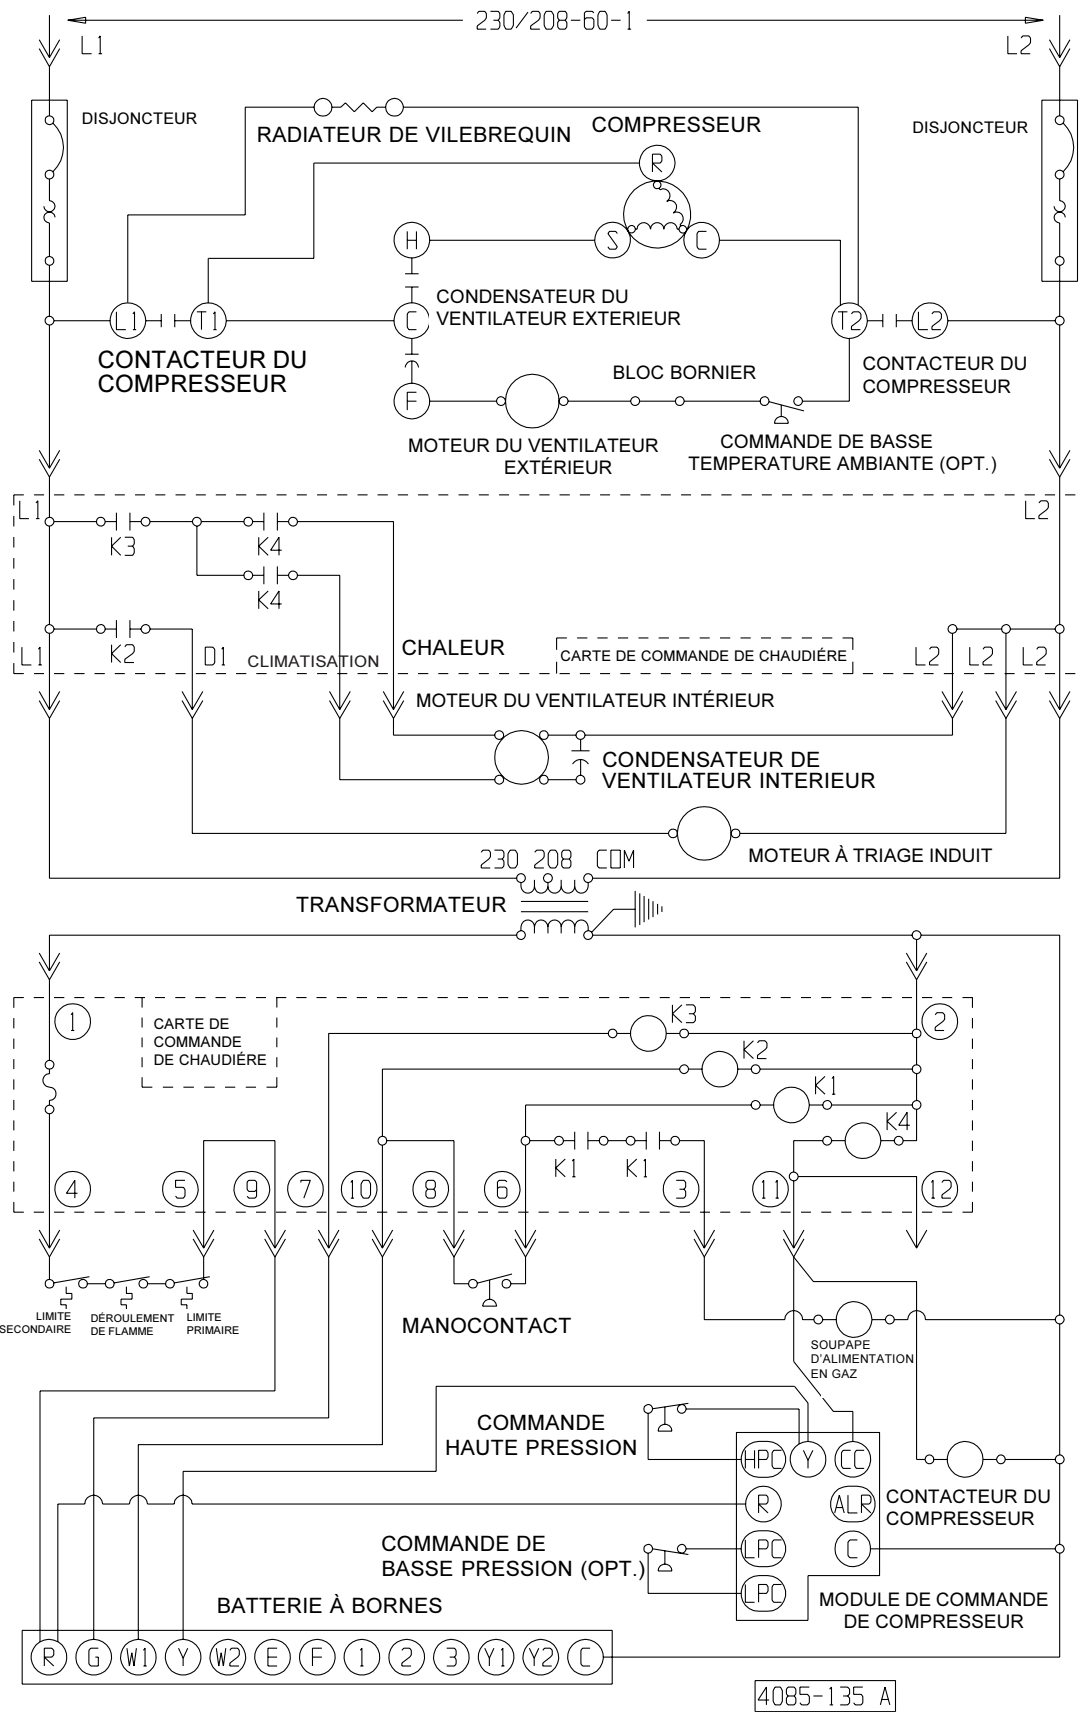 230/208-60-1
L1
L2
DISJONCTEUR
DISJONCTEUR
RADIATEUR DE VILEBREQUIN
COMPRESSEUR
R
H
S
C
CONDENSATEUR DU
VENTILATEUR EXTERIEUR
L1
T1
C
T2
L2
CONTACTEUR DU
COMPRESSEUR
CONTACTEUR DU
COMPRESSEUR
BLOC BORNIER
F
MOTEUR DU VENTILATEUR
EXTÉRIEUR
COMMANDE DE BASSE
TEMPERATURE AMBIANTE (OPT.)
L1
L2
K3
K4
K4
K2
L1
D1
CLIMATISATION
CHALEUR
CARTE DE COMMANDE DE CHAUDIÉRE
L2
L2
L2
MOTEUR DU VENTILATEUR INTÉRIEUR
CONDENSATEUR DE
VENTILATEUR INTERIEUR
MOTEUR À TRIAGE INDUIT
230 208 COM
TRANSFORMATEUR
1
CARTE DE
COMMANDE
DE CHAUDIÉRE
K3
2
K2
K1
K4
K1
K1
4
5
9
7
10
8
6
3
11
12
LIMITE
SECONDAIRE
DÉROULEMENT
DE FLAMME
LIMITE
PRIMAIRE
MANOCONTACT
SOUPAPE
D'ALIMENTATION
EN GAZ
COMMANDE
HAUTE PRESSION
HPC
Y
CC
R
ALR
CONTACTEUR DU
COMPRESSEUR
COMMANDE DE
BASSE PRESSION (OPT.)
LPC
C
LPC
MODULE DE COMMANDE
DE COMPRESSEUR
BATTERIE À BORNES
R G W1 Y W2 E F 1 2 3 Y1 Y2 C
4085-135 A